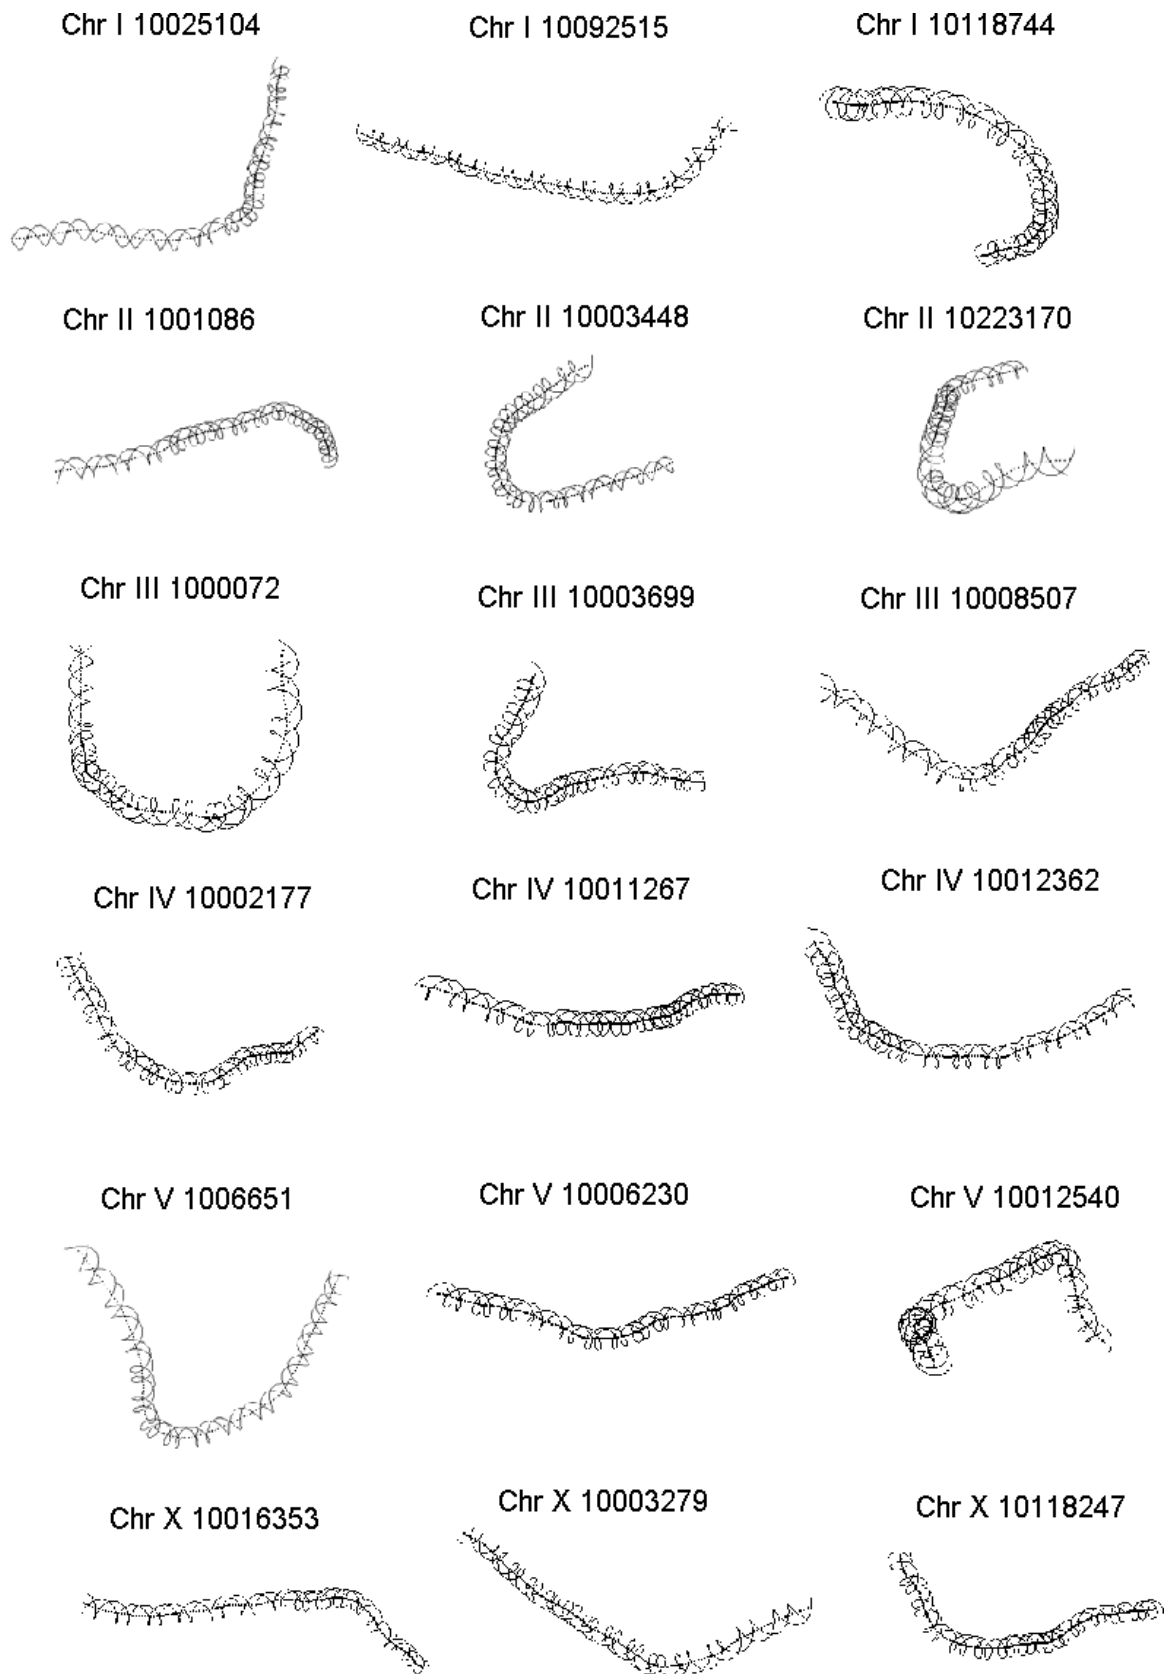 Chr I 10025104
Chr I 10092515
Chr I 10118744
Chr II 1001086
Chr II 10003448
Chr II 10223170
Chr III 1000072
Chr III 10003699
Chr III 10008507
Chr IV 10002177
Chr IV 10011267
Chr IV 10012362
Chr V 1006651
Chr V 10006230
Chr V 10012540
Chr X 10016353
Chr X 10003279
Chr X 10118247